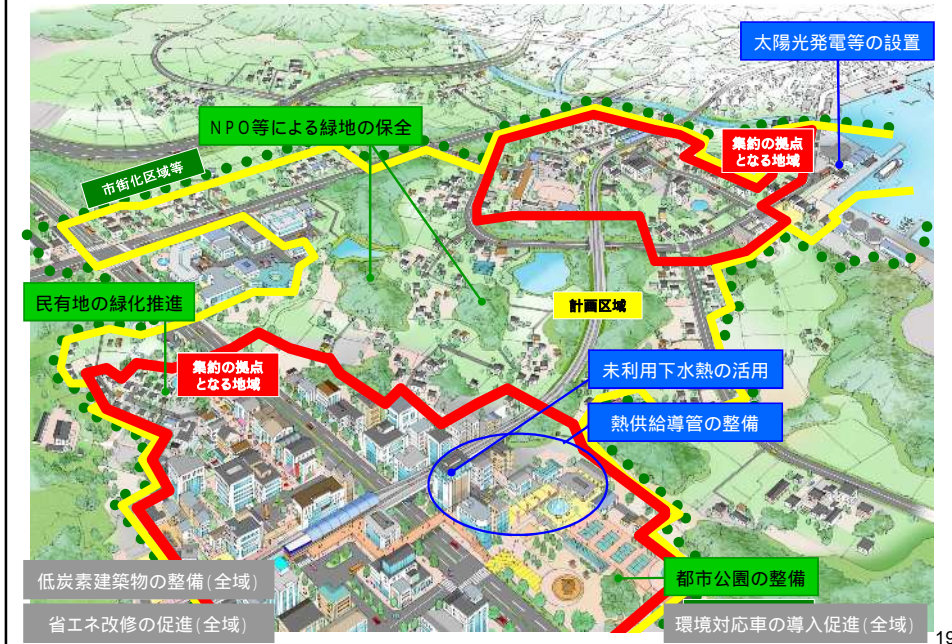 太陽光発電等の設置
NPO等による緑地の保全
集約の拠点
となる地域
市街化区域等
民有地の緑化推進
計画区域
集約の拠点
となる地域
未利用下水熱の活用
熱供給導管の整備
低炭素建築物の整備(全域)
都市公園の整備
省エネ改修の促進(全域)
環境対応車の導入促進(全域)